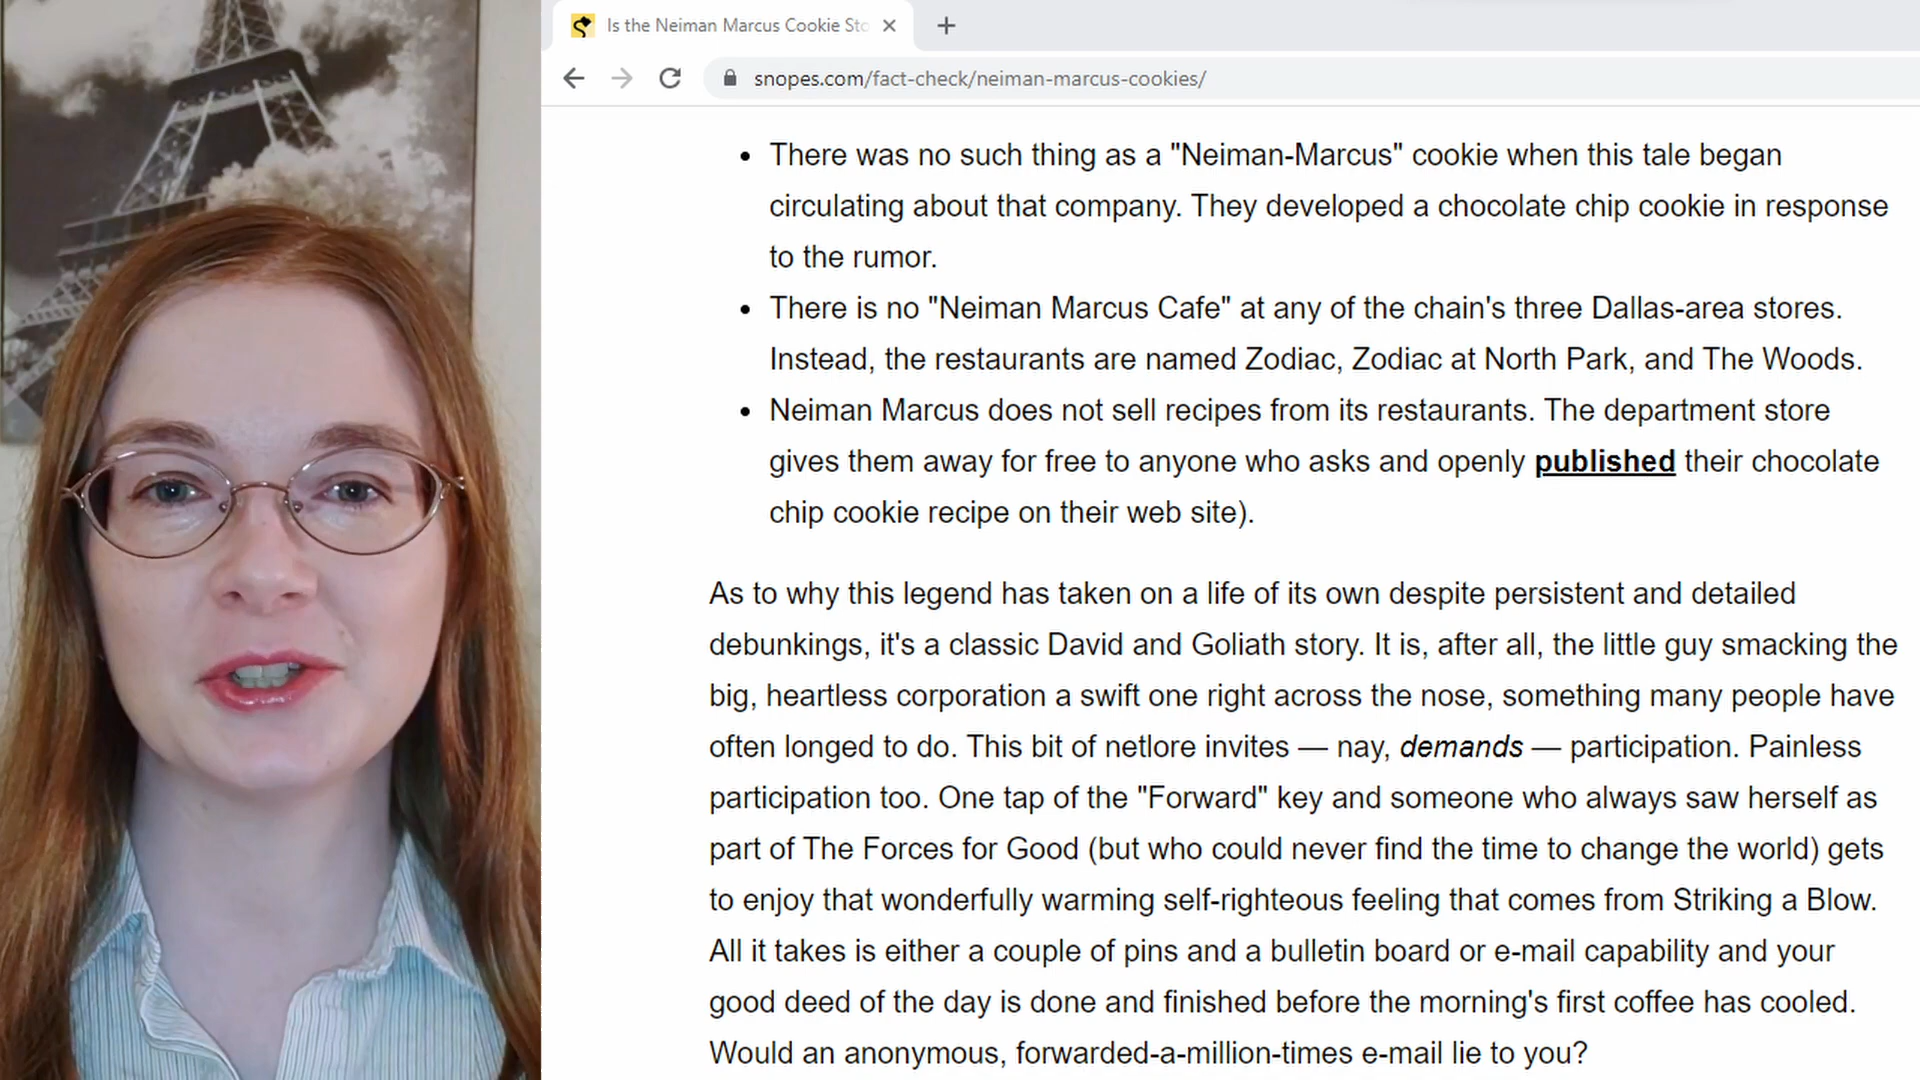 Is the Neiman Marcus Cookie Sto
snopes.com/fact-check/neiman-marcus-cookies/
• There was no such thing as a "Neiman-Marcus" cookie when this tale began
circulating about that company. They developed a chocolate chip cookie in response
to the rumor.
• There is no "Neiman Marcus Cafe" at any of the chain's three Dallas-area stores.
Instead, the restaurants are named Zodiac, Zodiac at North Park, and The Woods.
• Neiman Marcus does not sell recipes from its restaurants. The department store
gives them away for free to anyone who asks and openly published their chocolate
chip cookie recipe on their web site).
As to why this legend has taken on a life of its own despite persistent and detailed
debunkings, it's a classic David and Goliath story. It is, after all, the little guy smacking the
big, heartless corporation a swift one right across the nose, something many people have
often longed to do. This bit of netlore invites — nay, demands — participation. Painless
participation too. One tap of the "Forward" key and someone who always saw herself as
part of The Forces for Good (but who could never find the time to change the world) gets
to enjoy that wonderfully warming self-righteous feeling that comes from Striking a Blow.
All it takes is either a couple of pins and a bulletin board or e-mail capability and your
good deed of the day is done and finished before the morning's first coffee has cooled.
Would an anonymous, forwarded-a-million-times e-mail lie to you?